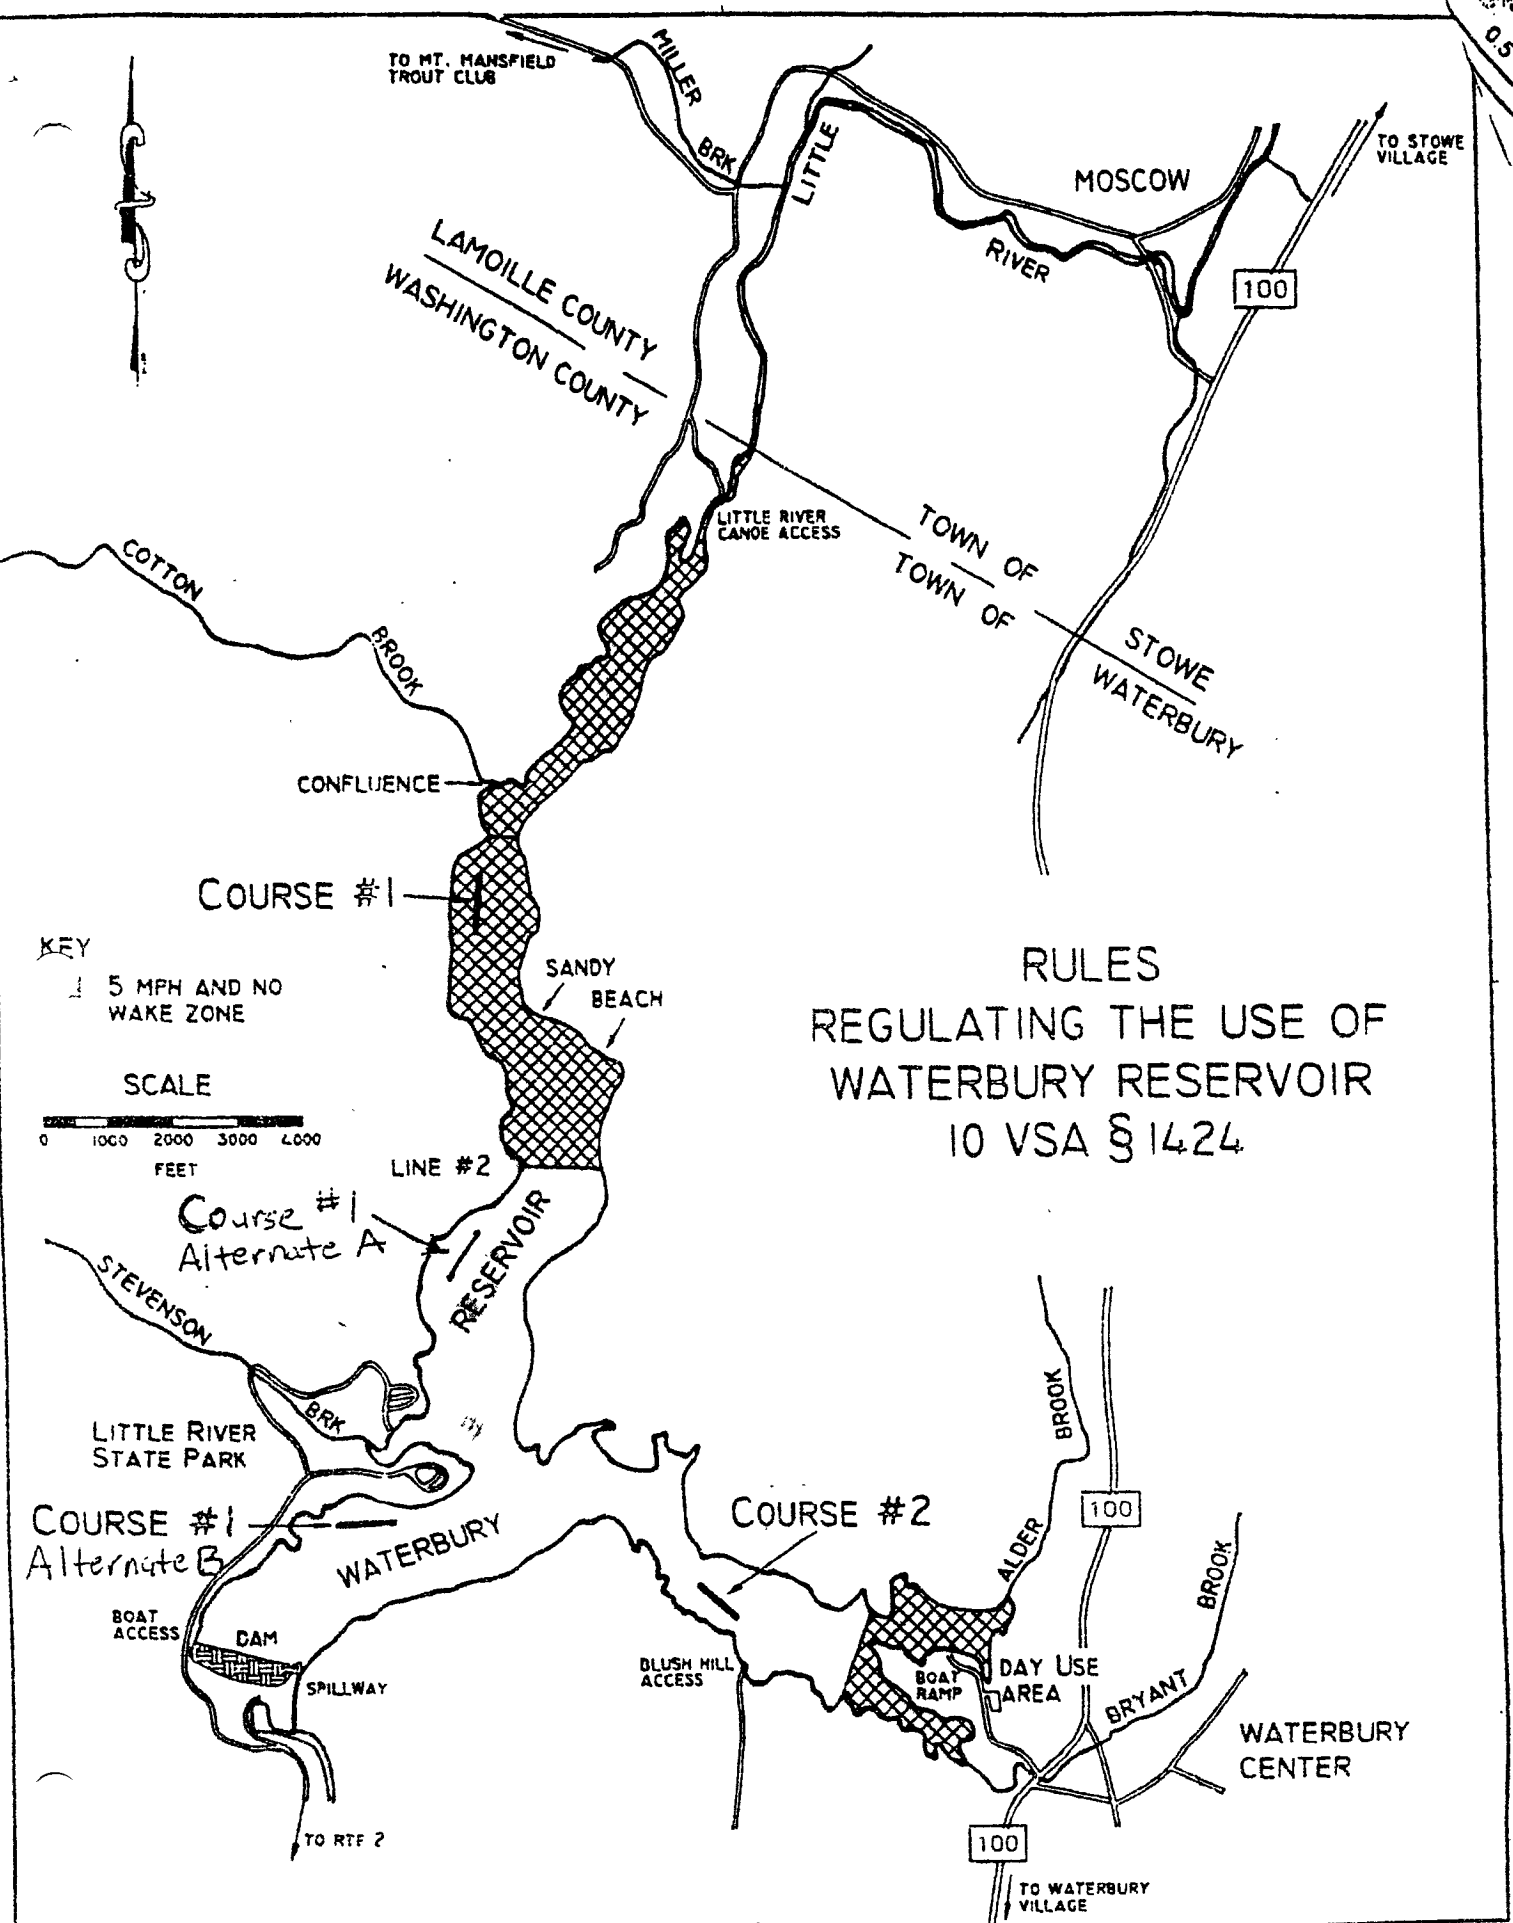 0.5
TO MT. MANSFIELD
TROUT CLUB
MILLER
BRK
LITTLE
RIVER
MOSCOW
TO STOWE
VILLAGE
100
LAMOILLE COUNTY
WASHINGTON COUNTY
LITTLE RIVER
CANOE ACCESS
TOWN OF
TOWN OF
STOWE
WATERBURY
COTTON
BROOK
CONFLUENCE
COURSE #1
KEY
5 MPH AND NO
WAKE ZONE
SANDY
BEACH
RULES
REGULATING THE USE OF
WATERBURY RESERVOIR
10 VSA § 1424
SCALE
0 1000 2000 3000 4000
FEET
LINE #2
Course #1
Alternate A
RESERVOIR
STEVENSON
BRK
LITTLE RIVER
STATE PARK
COURSE #1
Alternate B
WATERBURY
COURSE #2
BROOK
ALDER
100
BROOK
BRYANT
BOAT
ACCESS
DAM
SPILLWAY
BLUSH HILL
ACCESS
BOAT
RAMP
DAY USE
AREA
WATERBURY
CENTER
TO RTE 2
100
TO WATERBURY
VILLAGE